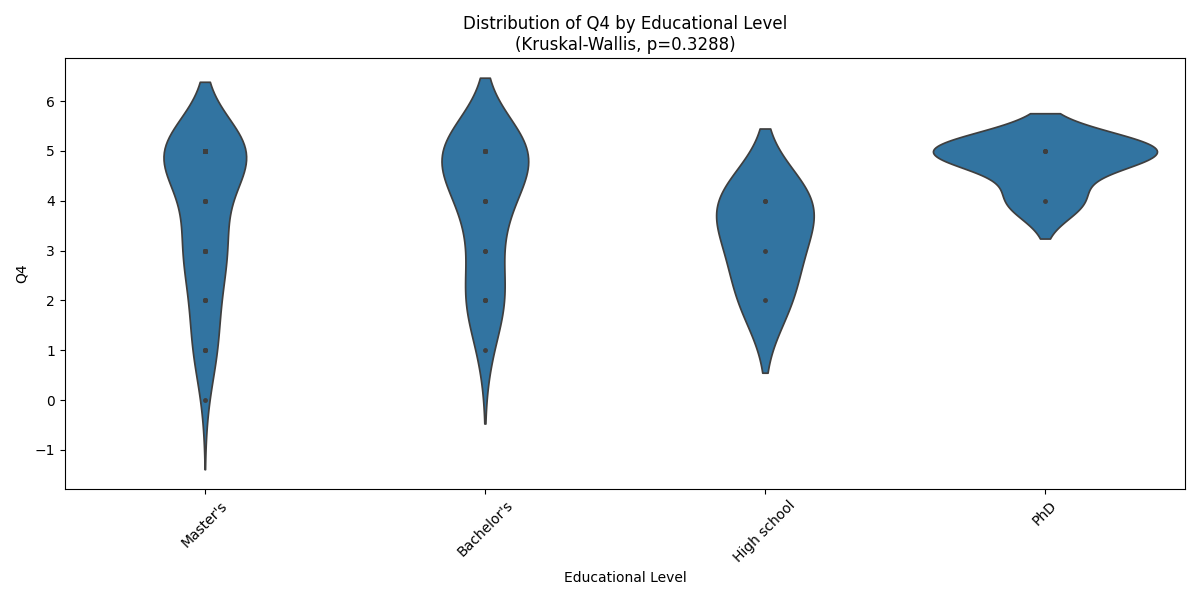 Distribution of Q4 by Educational Level
(Kruskal-Wallis, p=0.3288)
6
5
4
3
2
1
0
−1
Q4
Master's
Bachelor's
High school
PhD
Educational Level